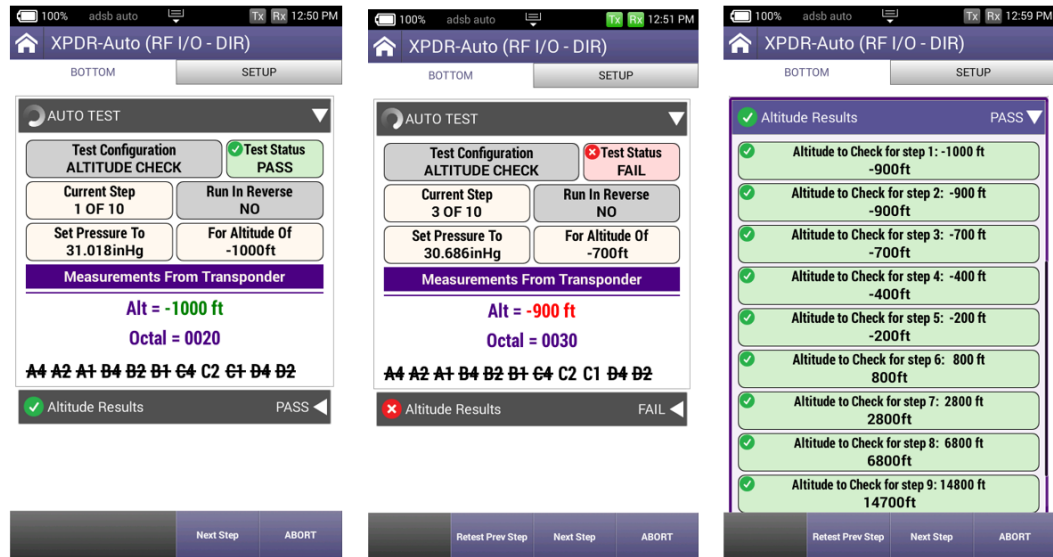 100% adsb auto Tx Rx 12:50 PM
XPDR-Auto (RF I/O - DIR)
BOTTOM SETUP
AUTO TEST
Test Configuration
ALTITUDE CHECK
Test Status
PASS
Current Step
1 OF 10
Run In Reverse
NO
Set Pressure To
31.018inHg
For Altitude Of
-1000ft
Measurements From Transponder
Alt = -1000 ft
Octal = 0020
A4 A2 A1 B4 B2 B1 C4 C2 C1 D4 D2
Altitude Results PASS
Next Step ABORT
100% adsb auto Tx Rx 12:51 PM
XPDR-Auto (RF I/O - DIR)
BOTTOM SETUP
AUTO TEST
Test Configuration
ALTITUDE CHECK
Test Status
FAIL
Current Step
3 OF 10
Run In Reverse
NO
Set Pressure To
30.686inHg
For Altitude Of
-700ft
Measurements From Transponder
Alt = -900 ft
Octal = 0030
A4 A2 A1 B4 B2 B1 C4 C2 C1 D4 D2
Altitude Results FAIL
Retest Prev Step Next Step ABORT
100% adsb auto Tx Rx 12:59 PM
XPDR-Auto (RF I/O - DIR)
BOTTOM SETUP
Altitude Results PASS
Altitude to Check for step 1: -1000 ft
-900ft
Altitude to Check for step 2: -900 ft
-900ft
Altitude to Check for step 3: -700 ft
-700ft
Altitude to Check for step 4: -400 ft
-400ft
Altitude to Check for step 5: -200 ft
-200ft
Altitude to Check for step 6: 800 ft
800ft
Altitude to Check for step 7: 2800 ft
2800ft
Altitude to Check for step 8: 6800 ft
6800ft
Altitude to Check for step 9: 14800 ft
14700ft
Retest Prev Step Next Step ABORT